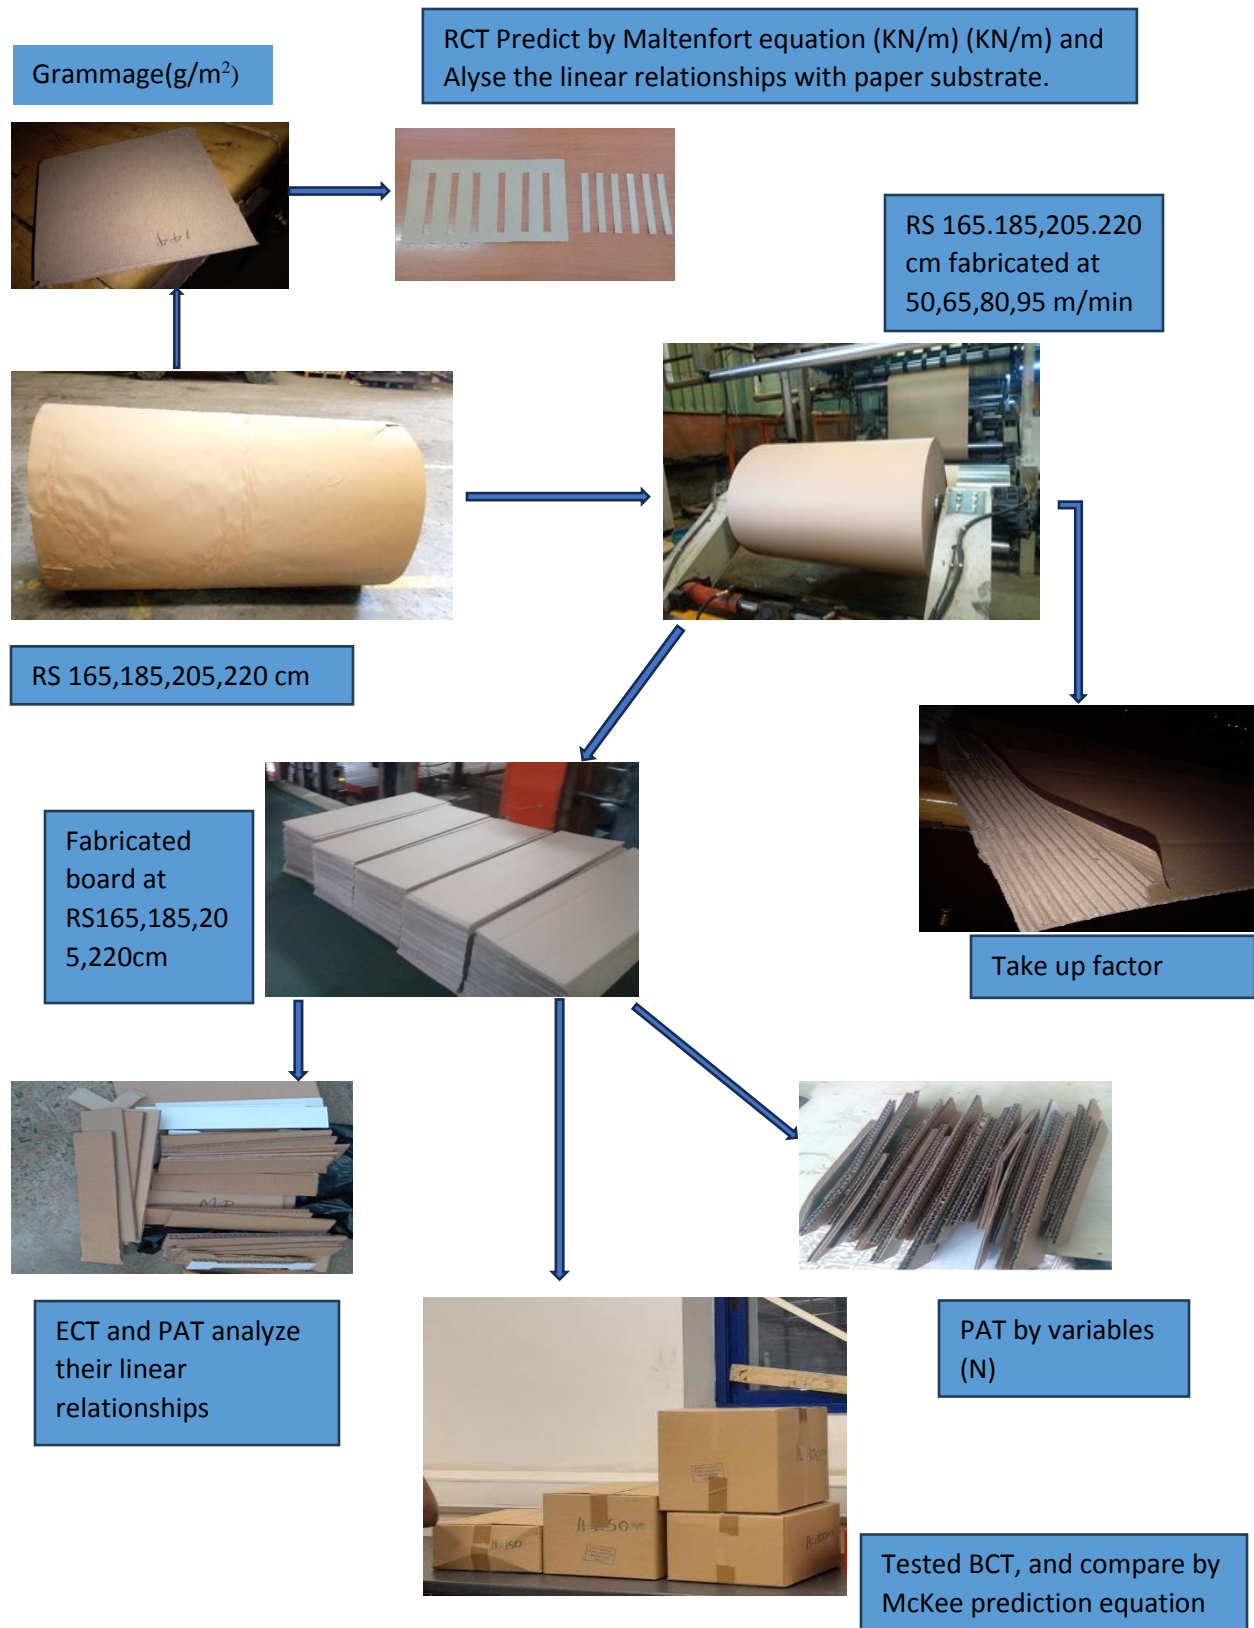 RCT Predict by Maltenfort equation (KN/m) (KN/m) and
Alyse the linear relationships with paper substrate.
Grammage(g/m²)
144
RS 165.185,205.220
cm fabricated at
50,65,80,95 m/min
RS 165,185,205,220 cm
Fabricated
board at
RS165,185,20
5,220cm
Take up factor
ECT and PAT analyze
their linear
relationships
PAT by variables
(N)
Tested BCT, and compare by
McKee prediction equation